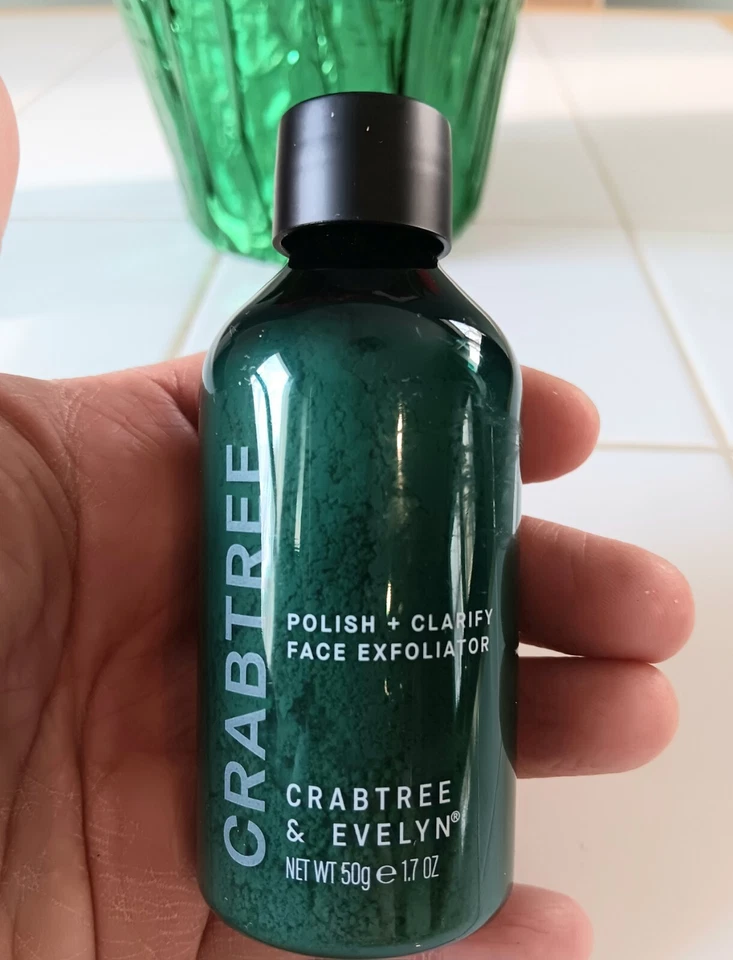 CRABTREE
POLISH + CLARIFY
FACE EXFOLIATOR
CRABTREE
& EVELYN®
NET WT 50g ℮ 1.7 OZ